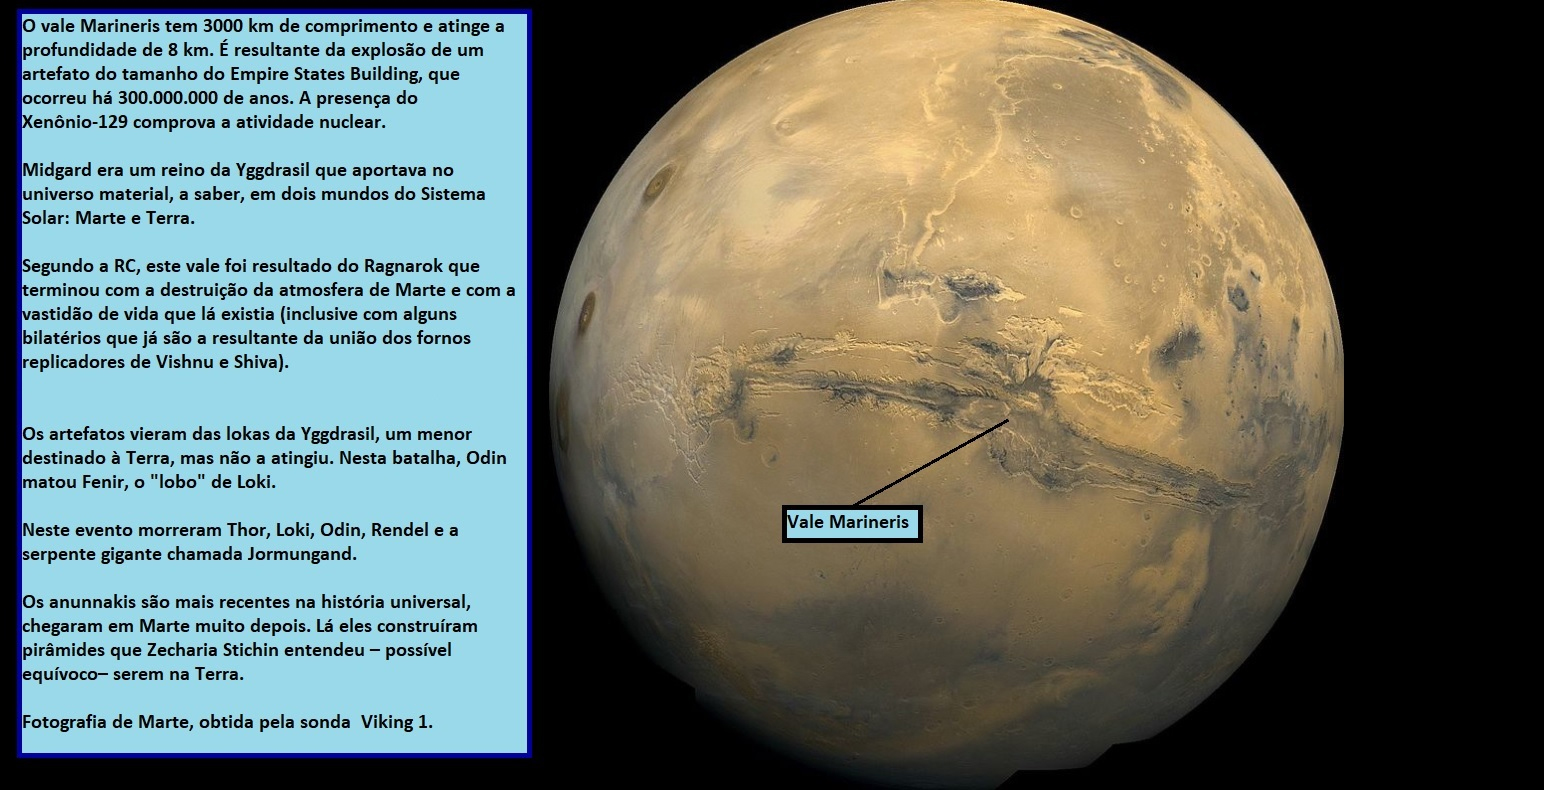 O vale Marineris tem 3000 km de comprimento e atinge a
profundidade de 8 km. É resultante da explosão de um
artefato do tamanho do Empire States Building, que
ocorreu há 300.000.000 de anos. A presença do
Xenônio-129 comprova a atividade nuclear.
Midgard era um reino da Yggdrasil que aportava no
universo material, a saber, em dois mundos do Sistema
Solar: Marte e Terra.
Segundo a RC, este vale foi resultado do Ragnarok que
terminou com a destruição da atmosfera de Marte e com a
vastidão de vida que lá existia (inclusive com alguns
bilatérios que já são a resultante da união dos fornos
replicadores de Vishnu e Shiva).
Os artefatos vieram das lokas da Yggdrasil, um menor
destinado à Terra, mas não a atingiu. Nesta batalha, Odin
matou Fenir, o "lobo" de Loki.
Neste evento morreram Thor, Loki, Odin, Rendel e a
serpente gigante chamada Jormungand.
Os anunnakis são mais recentes na história universal,
chegaram em Marte muito depois. Lá eles construíram
pirâmides que Zecharia Stichin entendeu – possível
equívoco– serem na Terra.
Fotografia de Marte, obtida pela sonda  Viking 1.
Vale Marineris